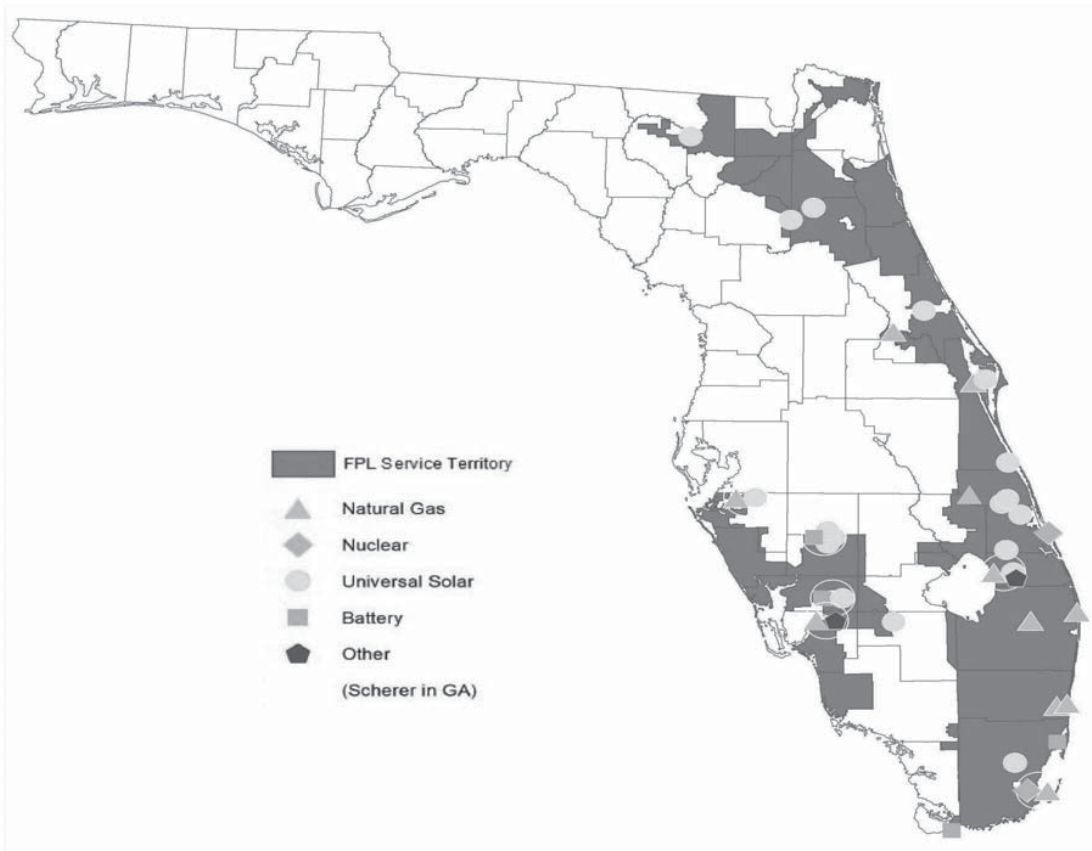 FPL Service Territory
Natural Gas
Nuclear
Universal Solar
Battery
Other
(Scherer in GA)